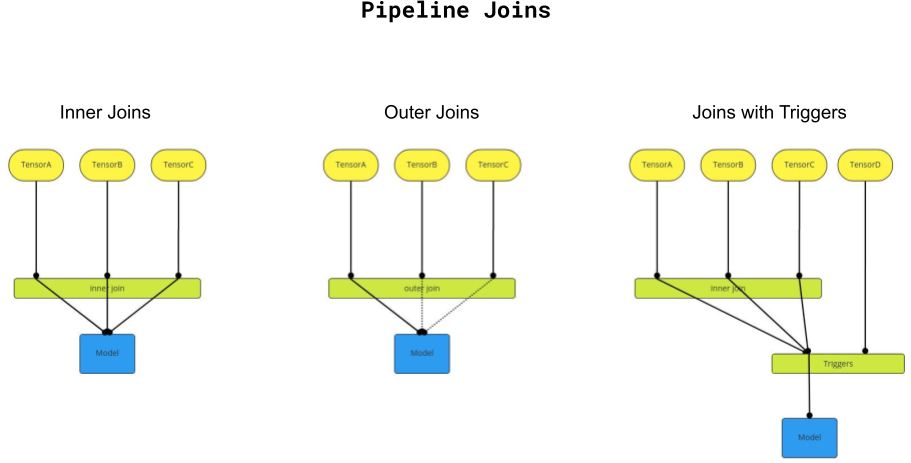 Pipeline Joins
Inner Joins
Outer Joins
Joins with Triggers
TensorA
TensorB
TensorC
TensorA
TensorB
TensorC
TensorA
TensorB
TensorC
TensorD
inner join
outer join
inner join
Model
Model
Triggers
Model